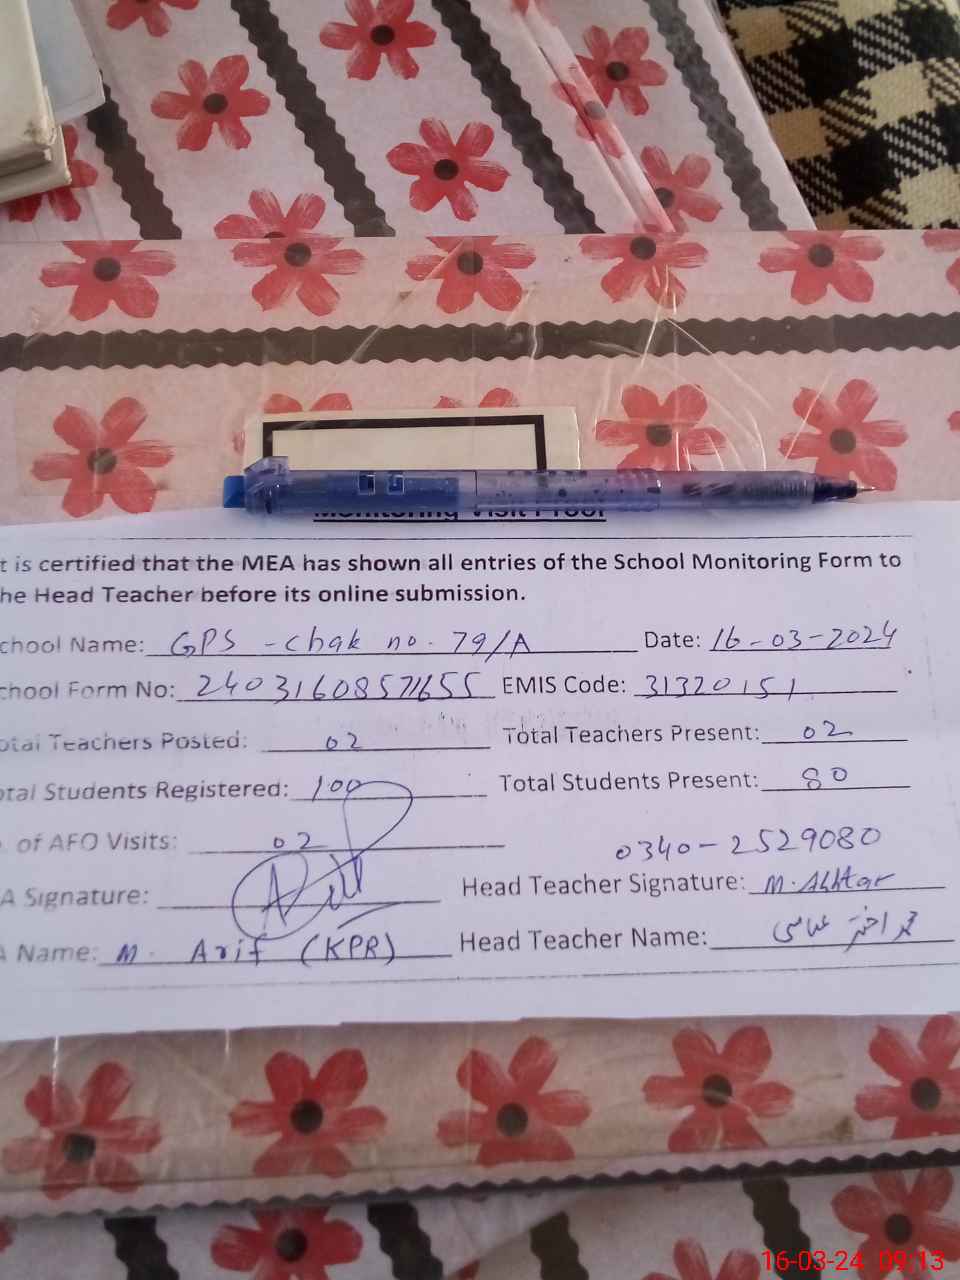 Monitoring Visit Proof
t is certified that the MEA has shown all entries of the School Monitoring Form to
he Head Teacher before its online submission.
chool Name: GPS - Chak no. 79/A Date: 16-03-2024
chool Form No: 24031608571655 EMIS Code: 31320151
otal Teachers Posted: 02 Total Teachers Present: 02
otal Students Registered: 100 Total Students Present: 80
. of AFO Visits: 02
0340-2529080
A Signature: Head Teacher Signature: M. Akhtar
A Name: M. Arif (KPR) Head Teacher Name: محمد اختر عباسی
16-03-24 09:13